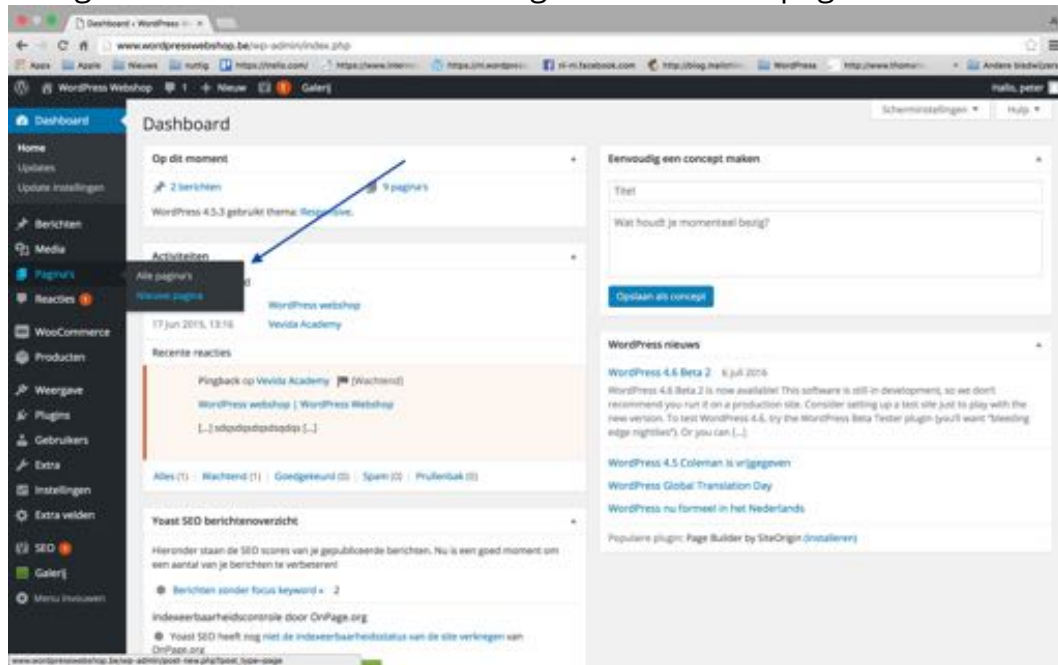 Dashboard ‹ WordPress
www.wordpresswebshop.be/wp-admin/index.php
Apps Apple Nieuws nuttig https://trello.com/ Facebook.com WordPress Andere bladwijzers
WordPress Webshop 1 + Nieuw Galerij
Hallo, peter
Scherminstellingen Hulp
Dashboard
Home
Updates
Update instellingen
Berichten
Media
Pagina's
Alle pagina's
Nieuwe pagina
Reacties 1
WooCommerce
Producten
Weergave
Plugins
Gebruikers
Extra
Instellingen
Extra velden
SEO
Galerij
Menu invouwen
Dashboard
Op dit moment
2 berichten
9 pagina's
WordPress 4.5.3 gebruikt thema: Responsive.
Activiteiten
WordPress webshop
17 jun 2015, 13:16 Vevida Academy
Recente reacties
Pingback op Vevida Academy [Wachtend]
WordPress webshop | WordPress Webshop
Alles (1) | Wachtend (1) | Goedgekeurd (0) | Spam (0) | Prullenbak (0)
Yoast SEO berichtenoverzicht
Hieronder staan de SEO scores van je gepubliceerde berichten. Nu is een goed moment om
een aantal van je berichten te verbeteren!
Berichten zonder focus keyword » 2
Indexeerbaarheidscontrole door OnPage.org
Yoast SEO heeft nog niet de indexeerbaarheidsstatus van de site verkregen van
OnPage.org
Eenvoudig een concept maken
Titel
Wat houdt je momenteel bezig?
Opslaan als concept
WordPress nieuws
WordPress 4.6 Beta 2 6 juli 2016
WordPress 4.6 Beta 2 is now available! This software is still in development, so we don't
recommend you run it on a production site. Consider setting up a test site just to play with the
new version. To test WordPress 4.6, try the WordPress Beta Tester plugin (you'll want "bleeding
edge nightlies"). Or you can [...]
WordPress 4.5 Coleman is vrijgegeven
WordPress Global Translation Day
WordPress nu formeel in het Nederlands
Populaire plugin: Page Builder by SiteOrigin (Installeren)
www.wordpresswebshop.be/wp-admin/post-new.php?post_type=page